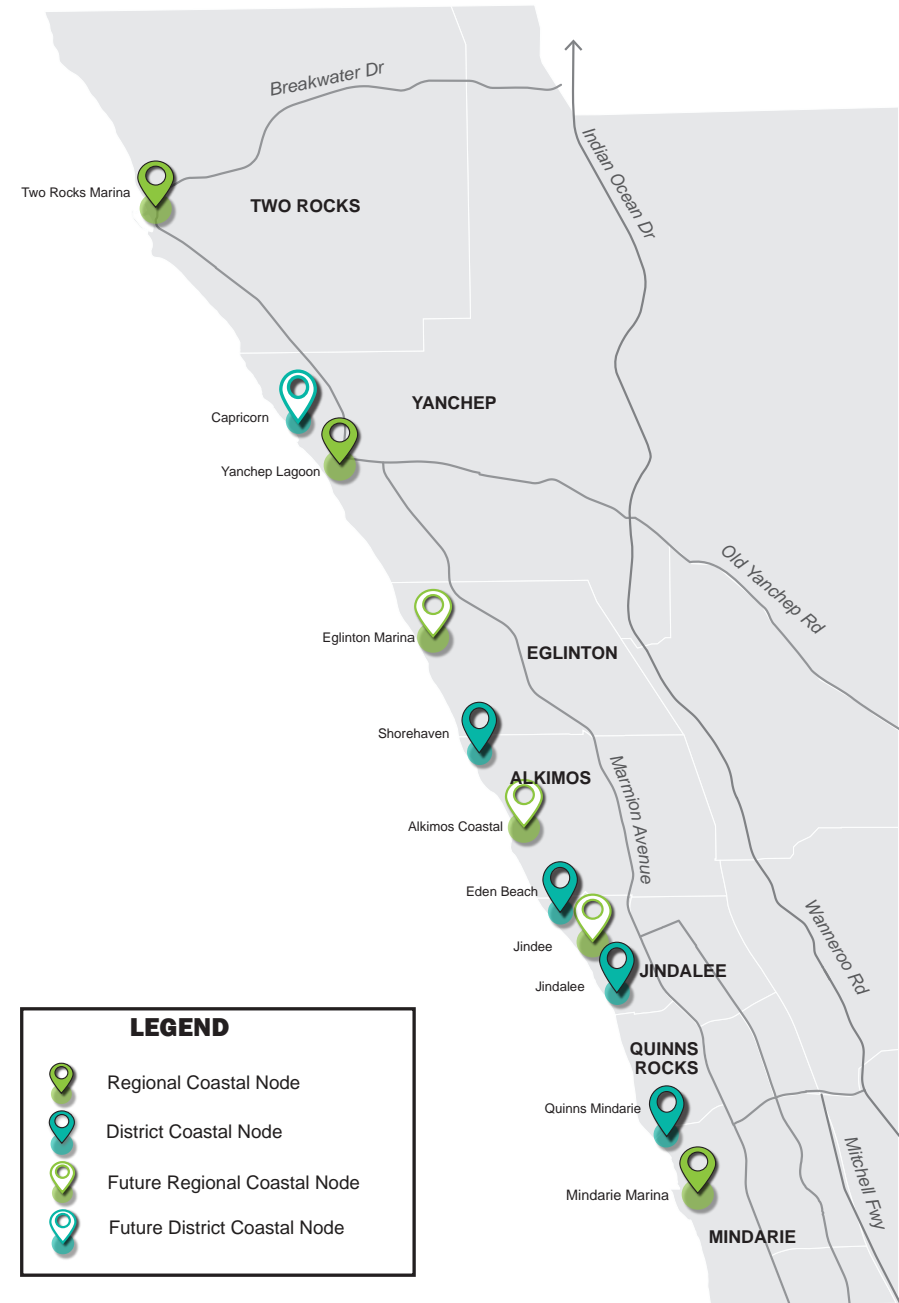 Breakwater Dr
Indian Ocean Dr
Two Rocks Marina
TWO ROCKS
Capricorn
YANCHEP
Yanchep Lagoon
Old Yanchep Rd
Eglinton Marina
EGLINTON
Shorehaven
ALKIMOS
Marmion Avenue
Alkimos Coastal
Eden Beach
Wanneroo Rd
Jindee
JINDALEE
Jindalee
QUINNS
ROCKS
Quinns Mindarie
Mitchell Fwy
Mindarie Marina
MINDARIE
LEGEND
Regional Coastal Node
District Coastal Node
Future Regional Coastal Node
Future District Coastal Node